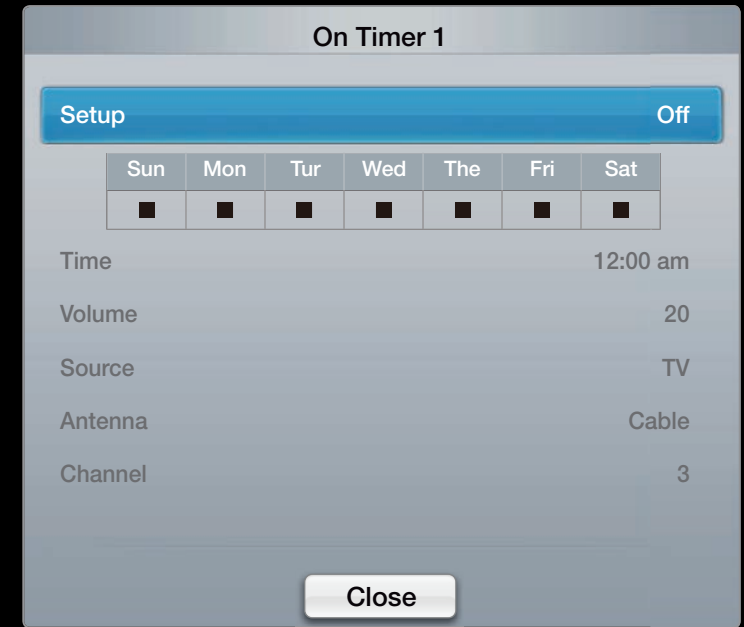 On Timer 1
Setup Off
Sun Mon Tur Wed The Fri Sat
Time 12:00 am
Volume 20
Source TV
Antenna Cable
Channel 3
Close